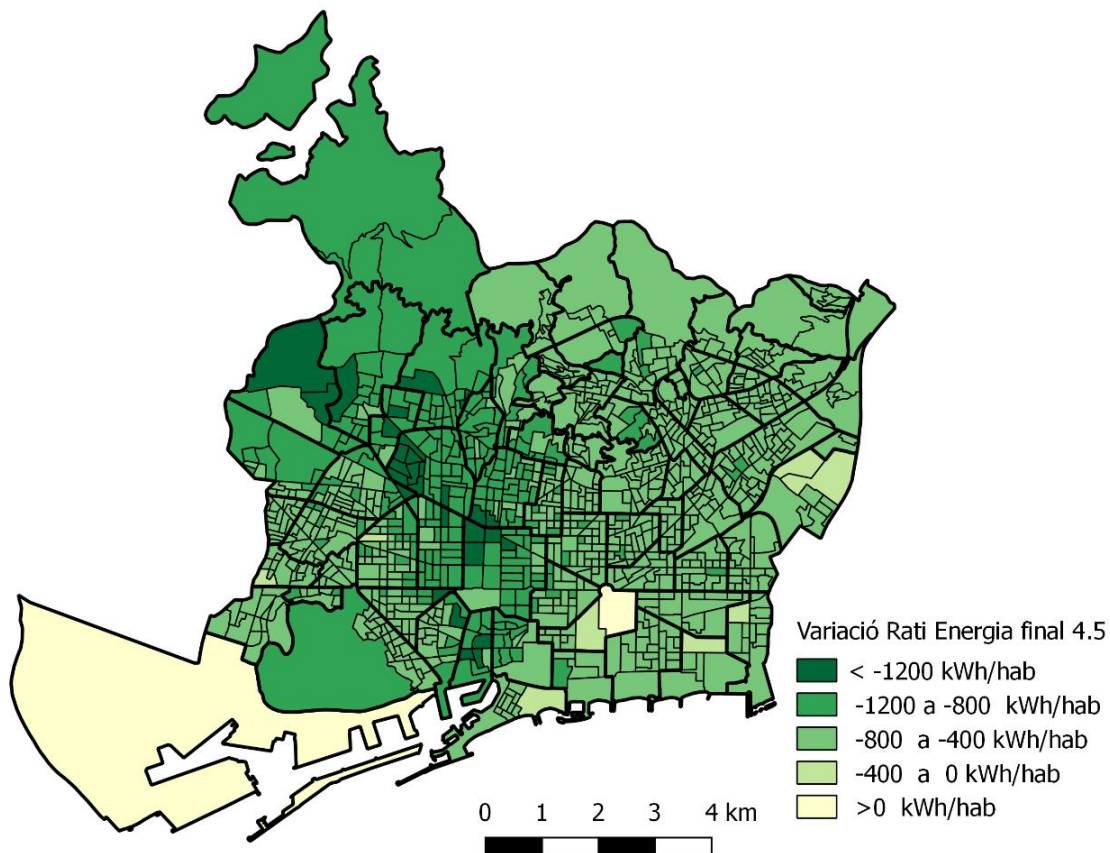 Variació Rati Energia final 4.5
< -1200 kWh/hab
-1200 a -800 kWh/hab
-800 a -400 kWh/hab
-400 a 0 kWh/hab
>0 kWh/hab
0 1 2 3 4 km